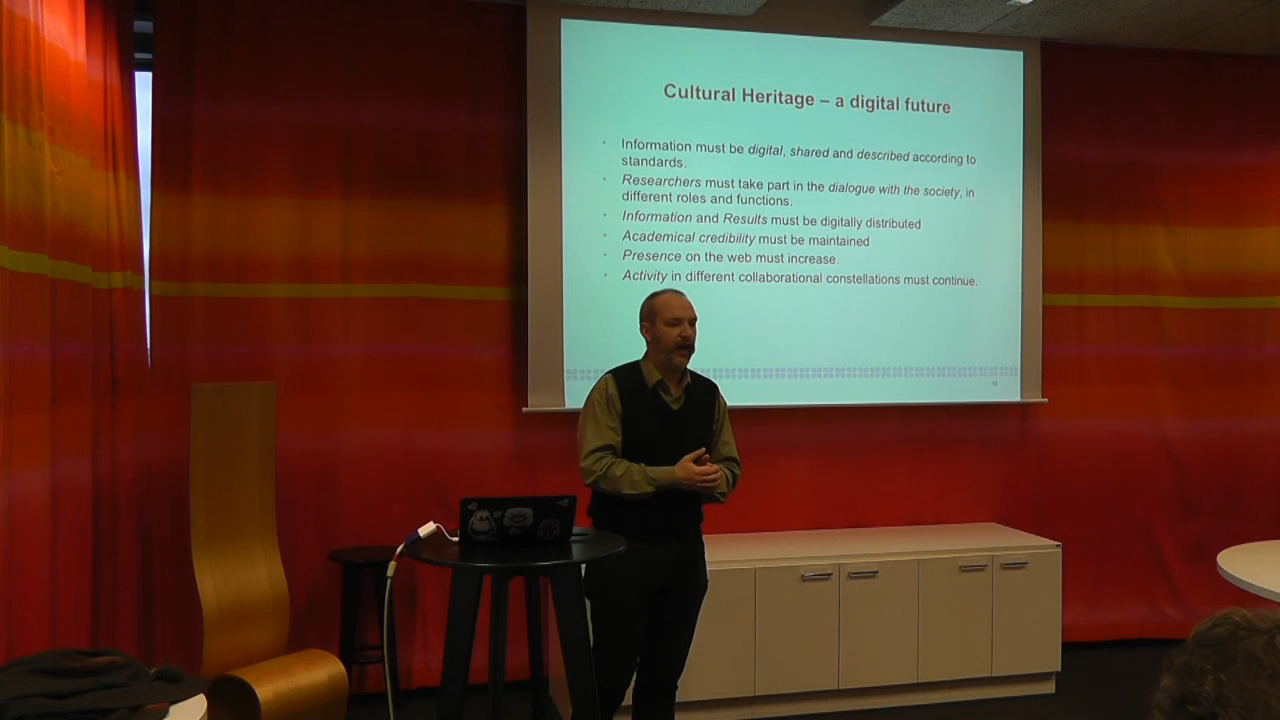 Cultural Heritage – a digital future
• Information must be digital, shared and described according to
standards.
• Researchers must take part in the dialogue with the society, in
different roles and functions.
• Information and Results must be digitally distributed
• Academical credibility must be maintained
• Presence on the web must increase.
• Activity in different collaborational constellations must continue.